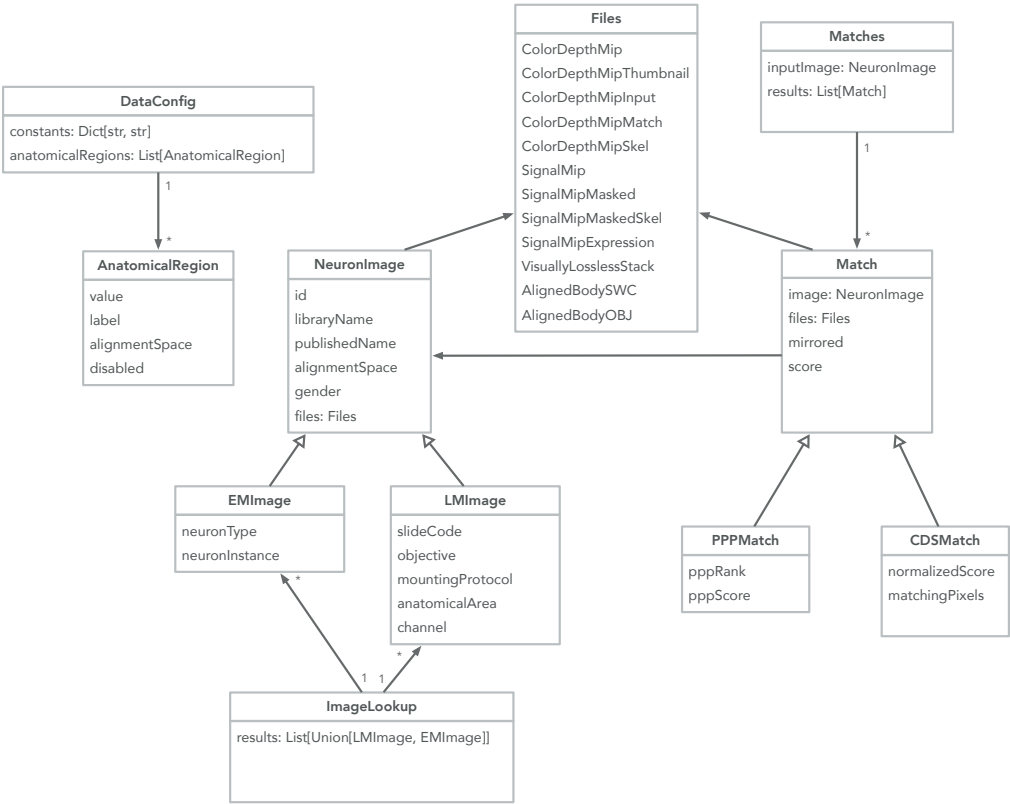 Files
ColorDepthMip
ColorDepthMipThumbnail
ColorDepthMipInput
ColorDepthMipMatch
ColorDepthMipSkel
SignalMip
SignalMipMasked
SignalMipMaskedSkel
SignalMipExpression
VisuallyLosslessStack
AlignedBodySWC
AlignedBodyOBJ
Matches
inputImage: NeuronImage
results: List[Match]
1
*
DataConfig
constants: Dict[str, str]
anatomicalRegions: List[AnatomicalRegion]
1
*
AnatomicalRegion
value
label
alignmentSpace
disabled
NeuronImage
id
libraryName
publishedName
alignmentSpace
gender
files: Files
Match
image: NeuronImage
files: Files
mirrored
score
EMImage
neuronType
neuronInstance
LMImage
slideCode
objective
mountingProtocol
anatomicalArea
channel
PPPMatch
pppRank
pppScore
CDSMatch
normalizedScore
matchingPixels
*
*
1 1
ImageLookup
results: List[Union[LMImage, EMImage]]